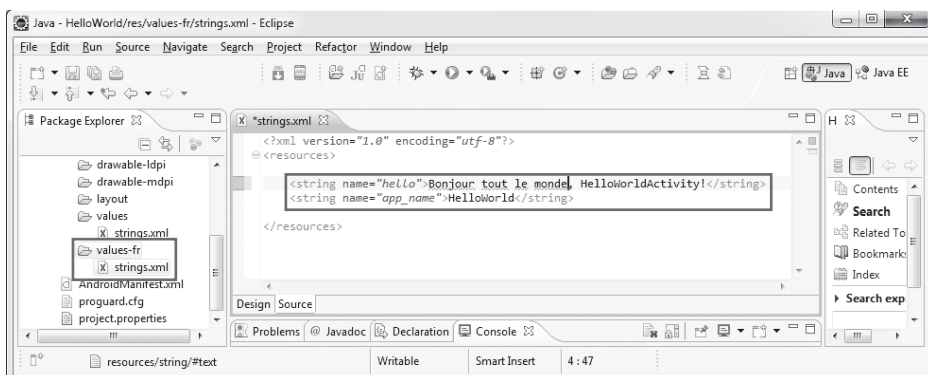 Java - HelloWorld/res/values-fr/strings.xml - Eclipse
File Edit Run Source Navigate Search Project Refactor Window Help
Java Java EE
Package Explorer
drawable-ldpi
drawable-mdpi
layout
values
strings.xml
values-fr
strings.xml
AndroidManifest.xml
proguard.cfg
project.properties
*strings.xml
<?xml version="1.0" encoding="utf-8"?>
<resources>
<string name="hello">Bonjour tout le monde, HelloWorldActivity!</string>
<string name="app_name">HelloWorld</string>
</resources>
Design Source
Problems @ Javadoc Declaration Console
H
Contents
Search
Related To
Bookmark
Index
Search exp
resources/string/#text Writable Smart Insert 4:47